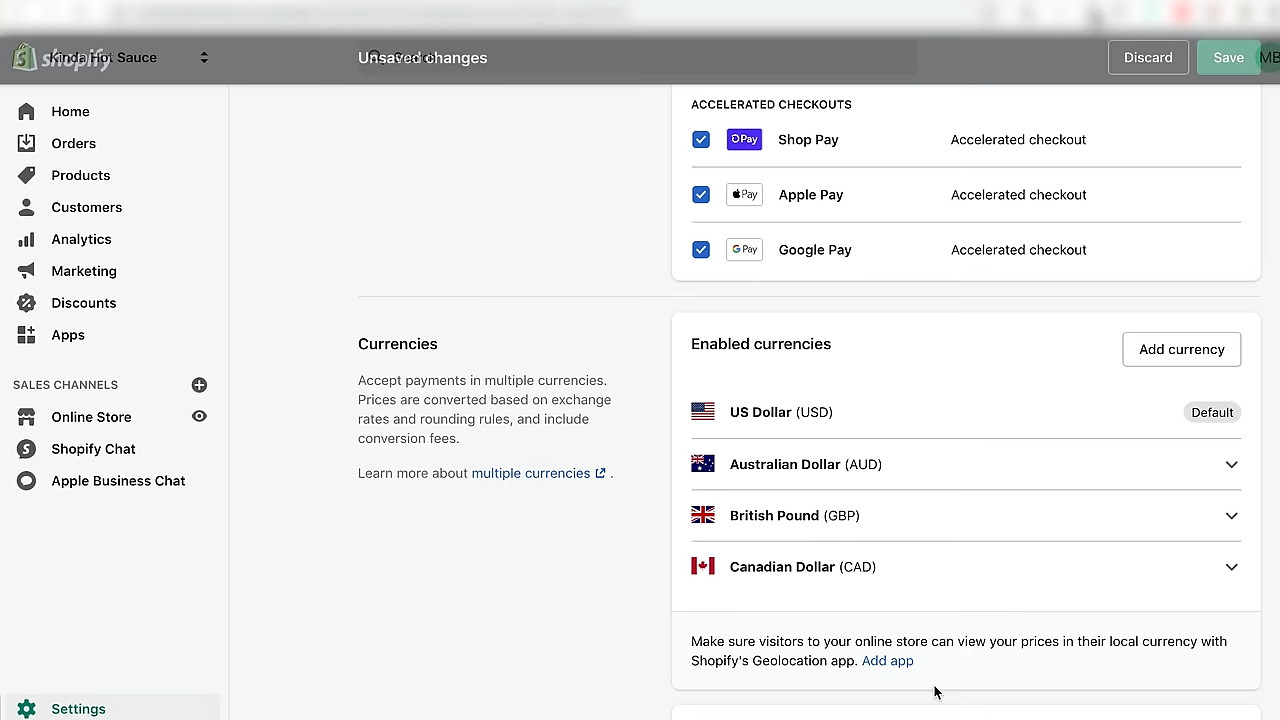 shopify
Kinda Hot Sauce
Unsaved changes
Discard
Save
MB
Home
Orders
Products
Customers
Analytics
Marketing
Discounts
Apps
SALES CHANNELS
Online Store
Shopify Chat
Apple Business Chat
Settings
ACCELERATED CHECKOUTS
Pay Shop Pay Accelerated checkout
Pay Apple Pay Accelerated checkout
G Pay Google Pay Accelerated checkout
Currencies
Accept payments in multiple currencies.
Prices are converted based on exchange
rates and rounding rules, and include
conversion fees.
Learn more about multiple currencies .
Enabled currencies
Add currency
US Dollar (USD) Default
Australian Dollar (AUD)
British Pound (GBP)
Canadian Dollar (CAD)
Make sure visitors to your online store can view your prices in their local currency with
Shopify's Geolocation app. Add app